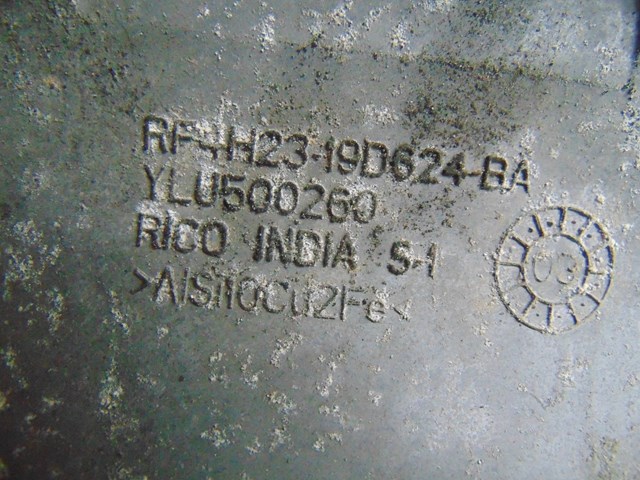 RF-4H23-19D624-BA
YLU500260
RICO INDIA S-1
>AlSi10CU2Fe<
03